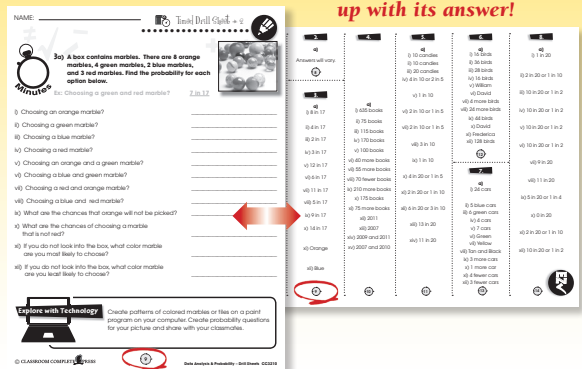 up with its answer!
NAME:
Timed Drill Sheet # 2
Minutes
3a) A box contains marbles. There are 8 orange
marbles, 4 green marbles, 2 blue marbles,
and 3 red marbles. Find the probability for each
option below.
Ex: Choosing a green and red marble? 7 in 17
i) Choosing an orange marble?
ii) Choosing a green marble?
iii) Choosing a blue marble?
iv) Choosing a red marble?
v) Choosing an orange and a green marble?
vi) Choosing a blue and green marble?
vii) Choosing a red and orange marble?
viii) Choosing a blue and red marble?
ix) What are the chances that orange will not be picked?
x) What are the chances of choosing a marble
that is not red?
xi) If you do not look into the box, what color marble
are you most likely to choose?
xii) If you do not look into the box, what color marble
are you least likely to choose?
Explore with Technology
Create patterns of colored marbles or tiles on a paint
program on your computer. Create probability questions
for your picture and share with your classmates.
© CLASSROOM COMPLETE PRESS
9
Data Analysis & Probability – Drill Sheets CC3310
2.
a)
Answers will vary.
3.
a)
i) 8 in 17
ii) 4 in 17
iii) 2 in 17
iv) 3 in 17
v) 12 in 17
vi) 6 in 17
vii) 11 in 17
viii) 5 in 17
ix) 9 in 17
x) 14 in 17
xi) Orange
xii) Blue
4.
a)
i) 635 books
ii) 75 books
iii) 115 books
iv) 170 books
v) 100 books
vi) 40 more books
vii) 55 more books
viii) 70 fewer books
ix) 210 more books
x) 175 books
xi) 75 more books
xii) 2011
xiii) 2007
xiv) 2009 and 2011
xv) 2007 and 2010
5.
a)
i) 10 candies
ii) 10 candies
iii) 20 candies
iv) 4 in 10 or 2 in 5
v) 1 in 10
vi) 2 in 10 or 1 in 5
vii) 2 in 10 or 1 in 5
viii) 3 in 10
ix) 1 in 10
x) 4 in 20 or 1 in 5
xi) 2 in 20 or 1 in 10
xii) 6 in 20 or 3 in 10
xiii) 13 in 20
xiv) 11 in 20
6.
a)
i) 16 birds
ii) 36 birds
iii) 28 birds
iv) 16 birds
v) William
vi) David
vii) 4 more birds
viii) 24 more birds
ix) 44 birds
x) David
xi) Frederica
xii) 128 birds
7.
a)
i) 24 cars
ii) 5 blue cars
iii) 6 green cars
iv) 4 cars
v) 7 cars
vi) Green
vii) Yellow
viii) Tan and Black
ix) 3 more cars
x) 1 more car
xi) 4 fewer cars
xii) 3 fewer cars
8.
a)
i) 1 in 20
ii) 2 in 20 or 1 in 10
iii) 10 in 20 or 1 in 2
iv) 10 in 20 or 1 in 2
v) 10 in 20 or 1 in 2
vi) 10 in 20 or 1 in 2
vii) 9 in 20
viii) 11 in 20
ix) 5 in 20 or 1 in 4
x) 0 in 20
xi) 2 in 20 or 1 in 10
xii) 10 in 20 or 1 in 2
EZ